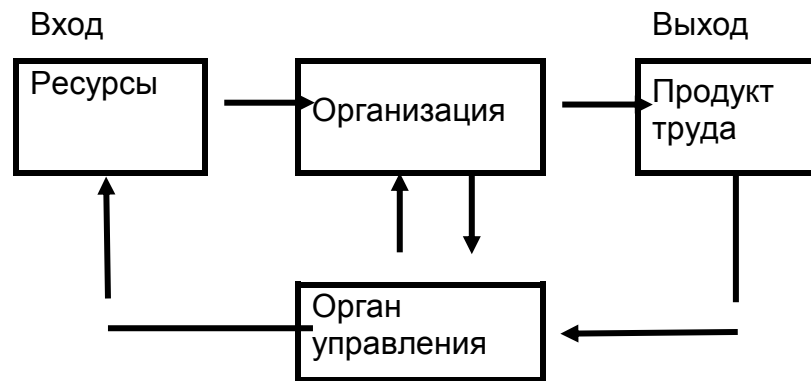 Вход
Выход
Ресурсы
Организация
Продукт
труда
Орган
управления